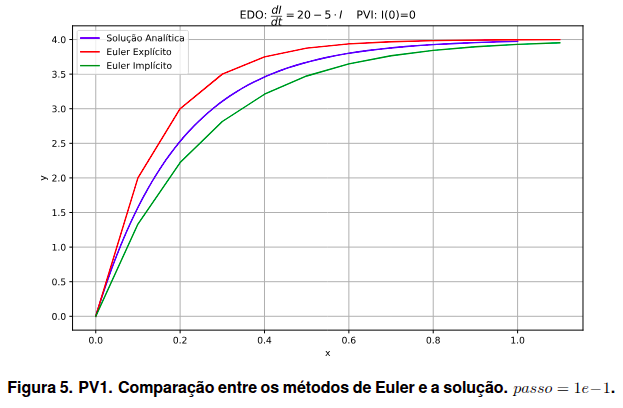 EDO: dI/dt = 20 − 5 · I PVI: I(0)=0
Solução Analítica
Euler Explícito
Euler Implícito
y
4.0
3.5
3.0
2.5
2.0
1.5
1.0
0.5
0.0
0.0 0.2 0.4 0.6 0.8 1.0
x
Figura 5. PV1. Comparação entre os métodos de Euler e a solução. passo = 1e−1.